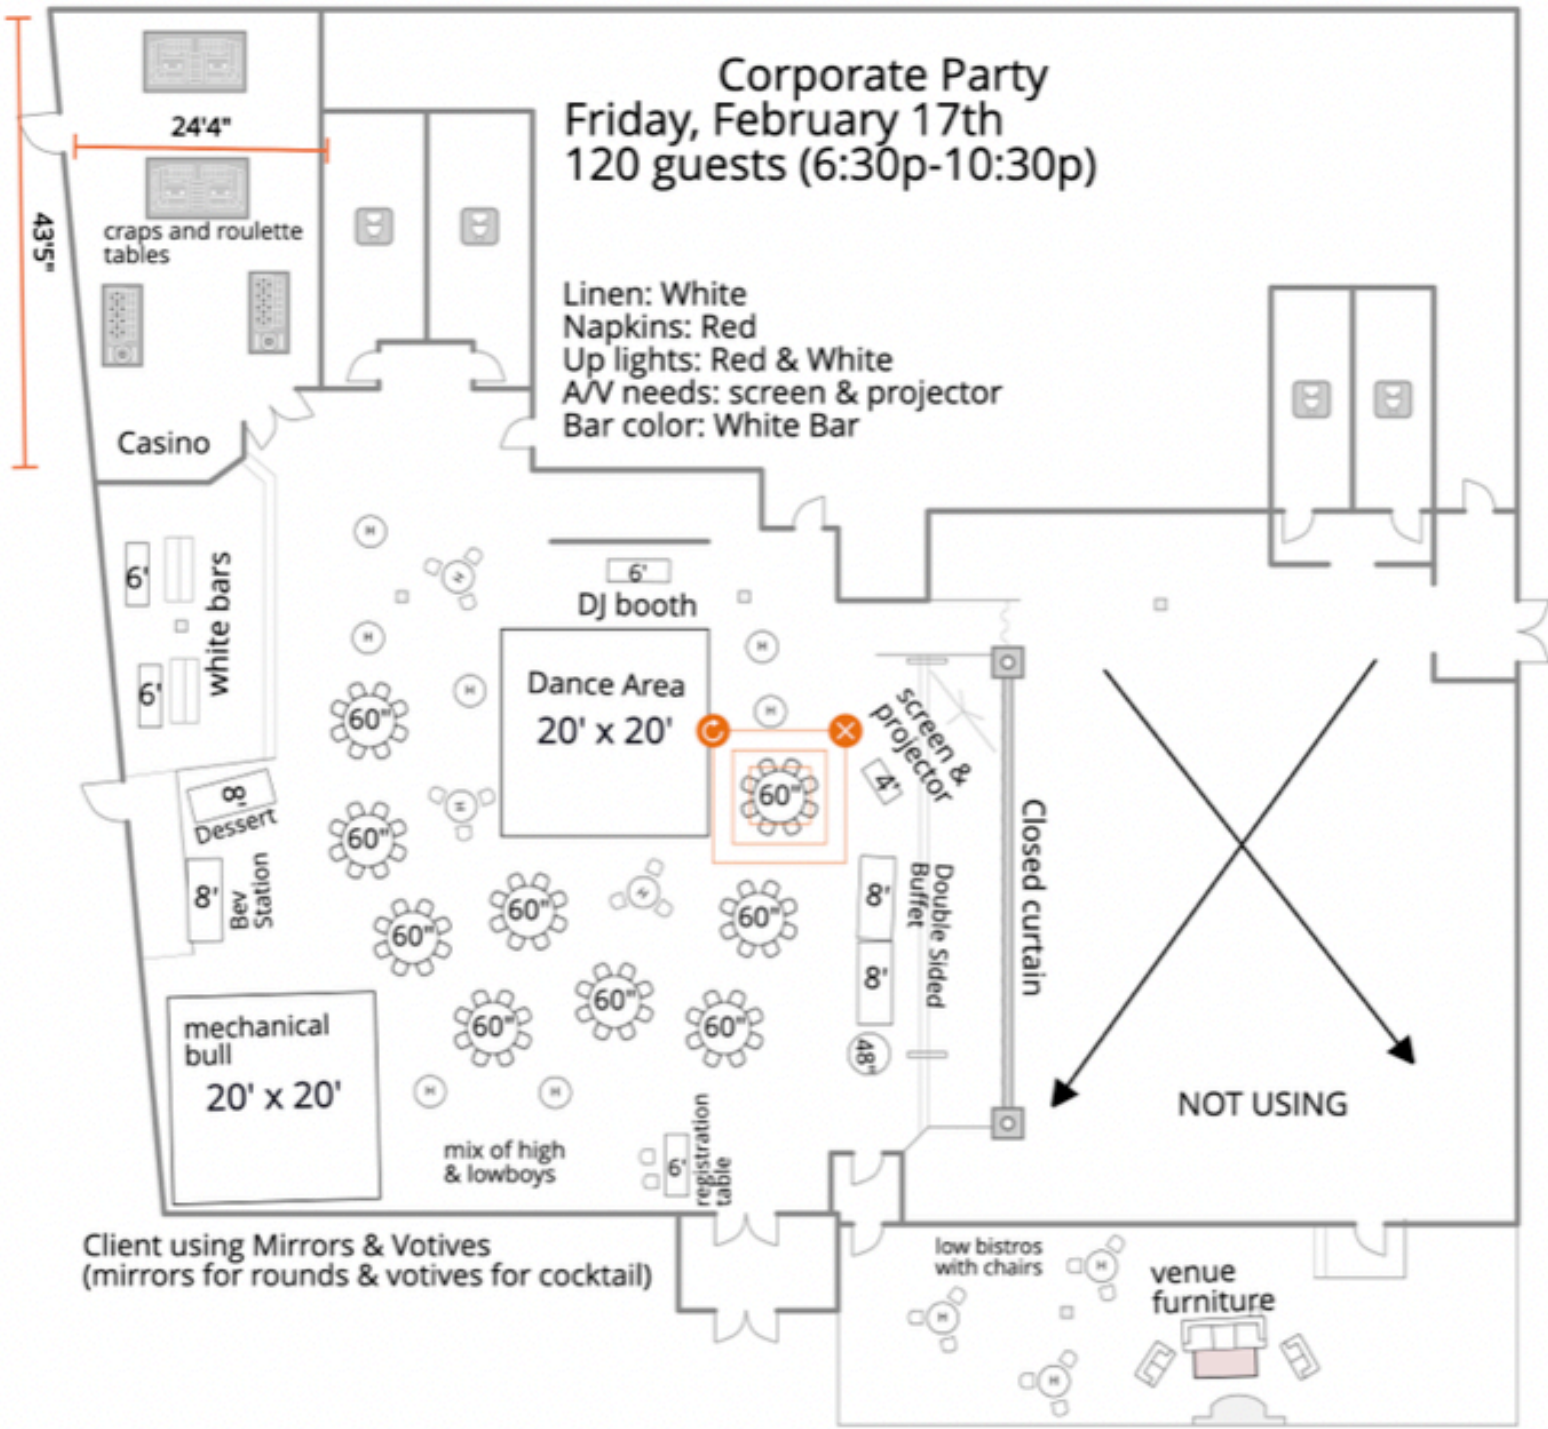 Corporate Party
Friday, February 17th
120 guests (6:30p-10:30p)
24'4"
43'5"
craps and roulette
tables
Casino
Linen: White
Napkins: Red
Up lights: Red & White
A/V needs: screen & projector
Bar color: White Bar
6'
6'
white bars
H
H
H
H
6'
DJ booth
Dance Area
20' x 20'
H
H
H
60"
60"
60"
H
H
screen &
projector
4'
8'
Dessert
8'
Bev
Station
60"
60"
60"
60"
60"
60"
8'
8'
Double Sided
Buffet
48"
Closed curtain
NOT USING
mechanical
bull
20' x 20'
H
H
mix of high
& lowboys
6'
registration
table
Client using Mirrors & Votives
(mirrors for rounds & votives for cocktail)
low bistros
with chairs
H
H
H
venue
furniture